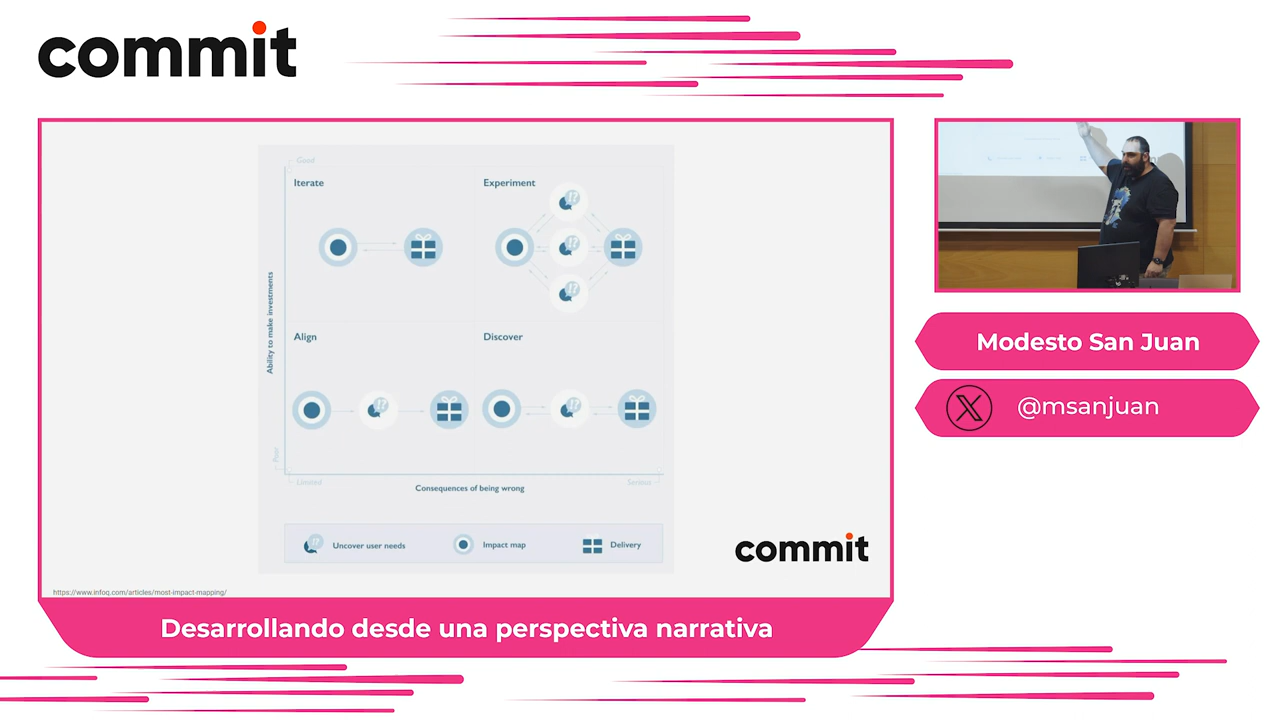 commit
Good
Iterate
Experiment
Ability to make investments
Align
Discover
Poor
Limited
Consequences of being wrong
Serious
Uncover user needs
Impact map
Delivery
commit
https://www.infoq.com/articles/most-impact-mapping/
Desarrollando desde una perspectiva narrativa
Modesto San Juan
@msanjuan